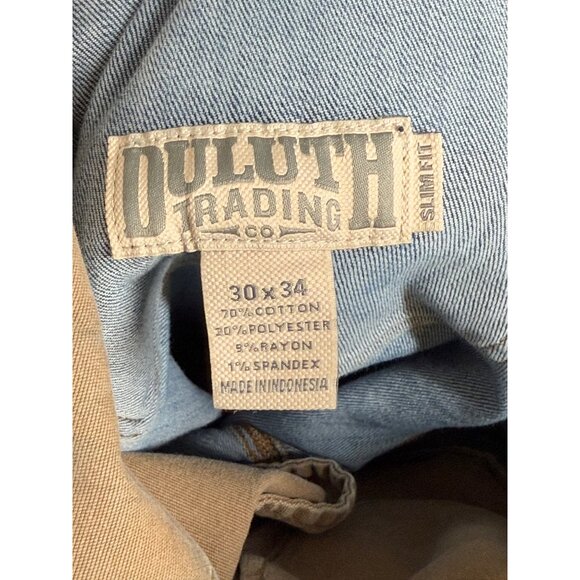 DULUTH
TRADING
CO
SLIM FIT
30 x 34
70% COTTON
20% POLYESTER
9% RAYON
1% SPANDEX
MADE IN INDONESIA